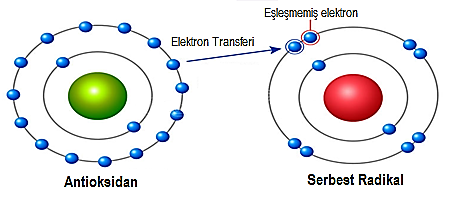 Eşleşmemiş elektron
Elektron Transferi
Antioksidan
Serbest Radikal